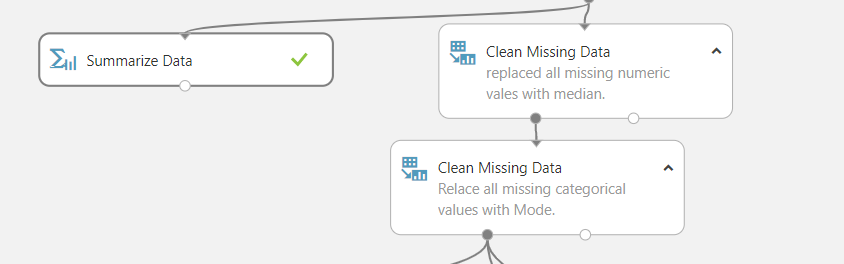 Summarize Data
Clean Missing Data
replaced all missing numeric
vales with median.
Clean Missing Data
Relace all missing categorical
values with Mode.